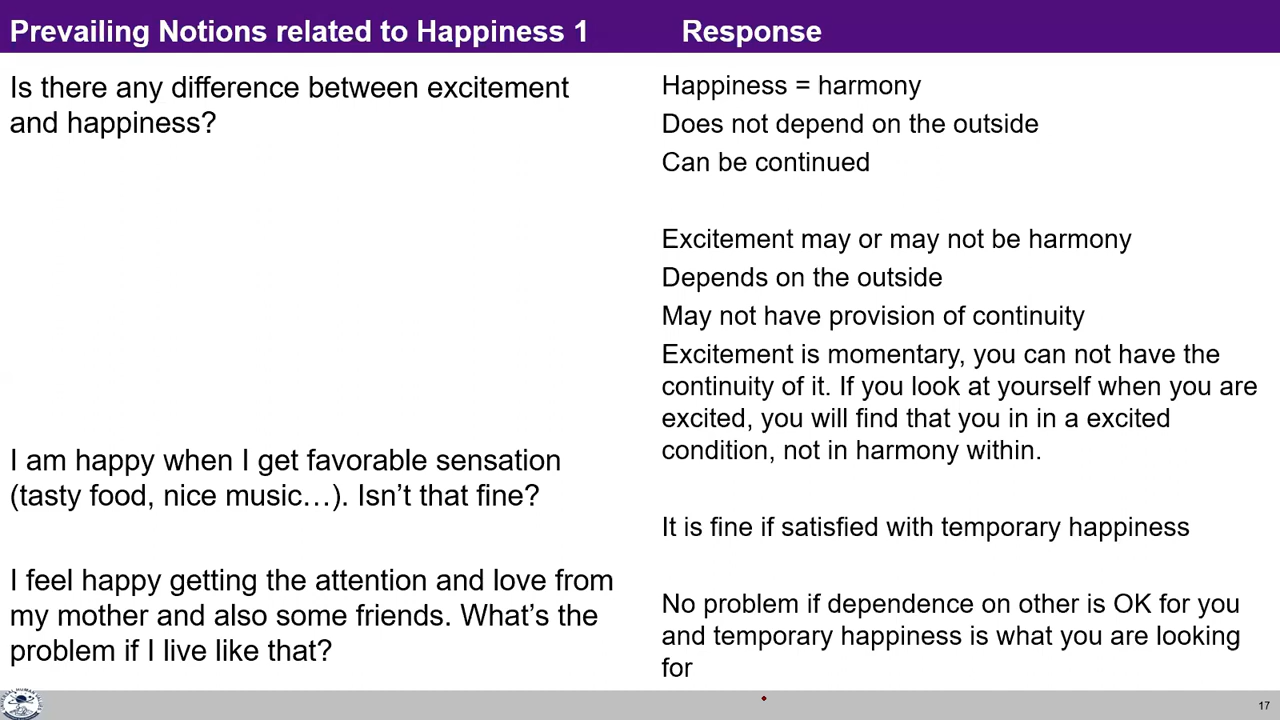 Prevailing Notions related to Happiness 1
Response
Is there any difference between excitement
and happiness?
Happiness = harmony
Does not depend on the outside
Can be continued
Excitement may or may not be harmony
Depends on the outside
May not have provision of continuity
Excitement is momentary, you can not have the
continuity of it. If you look at yourself when you are
excited, you will find that you in in a excited
condition, not in harmony within.
I am happy when I get favorable sensation
(tasty food, nice music…). Isn't that fine?
It is fine if satisfied with temporary happiness
I feel happy getting the attention and love from
my mother and also some friends. What's the
problem if I live like that?
No problem if dependence on other is OK for you
and temporary happiness is what you are looking
for
17